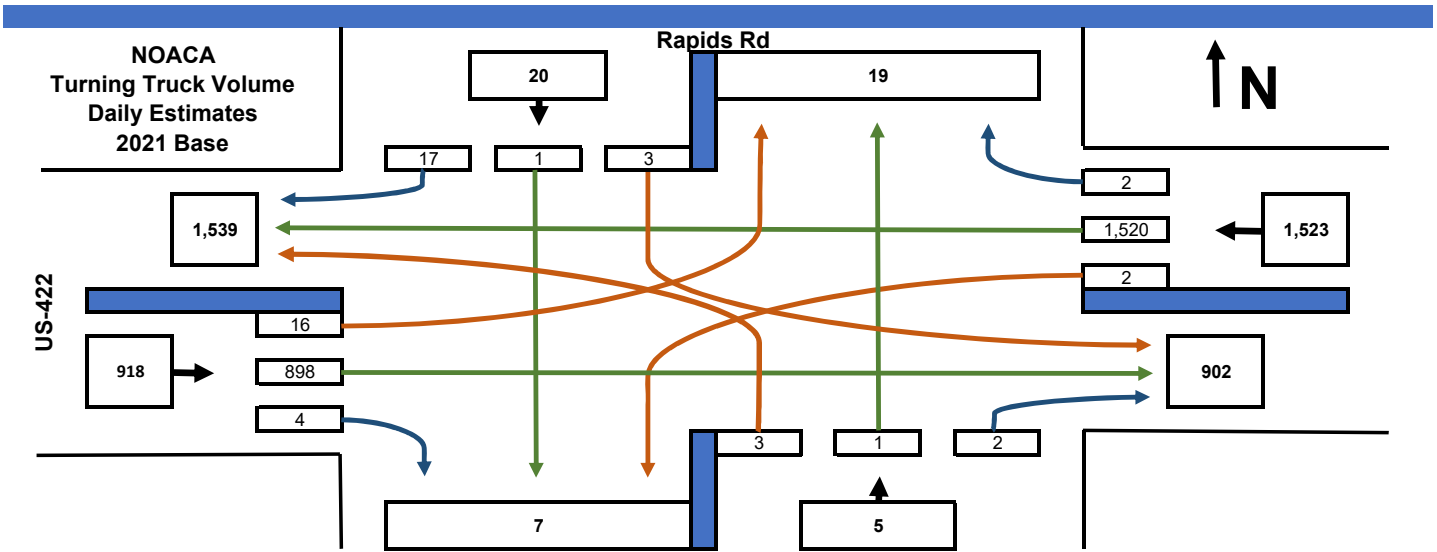 Rapids Rd
NOACA
Turning Truck Volume
Daily Estimates
2021 Base
20
19
N
17
1
3
2
1,539
1,520
1,523
2
US-422
16
918
898
902
4
3
1
2
7
5